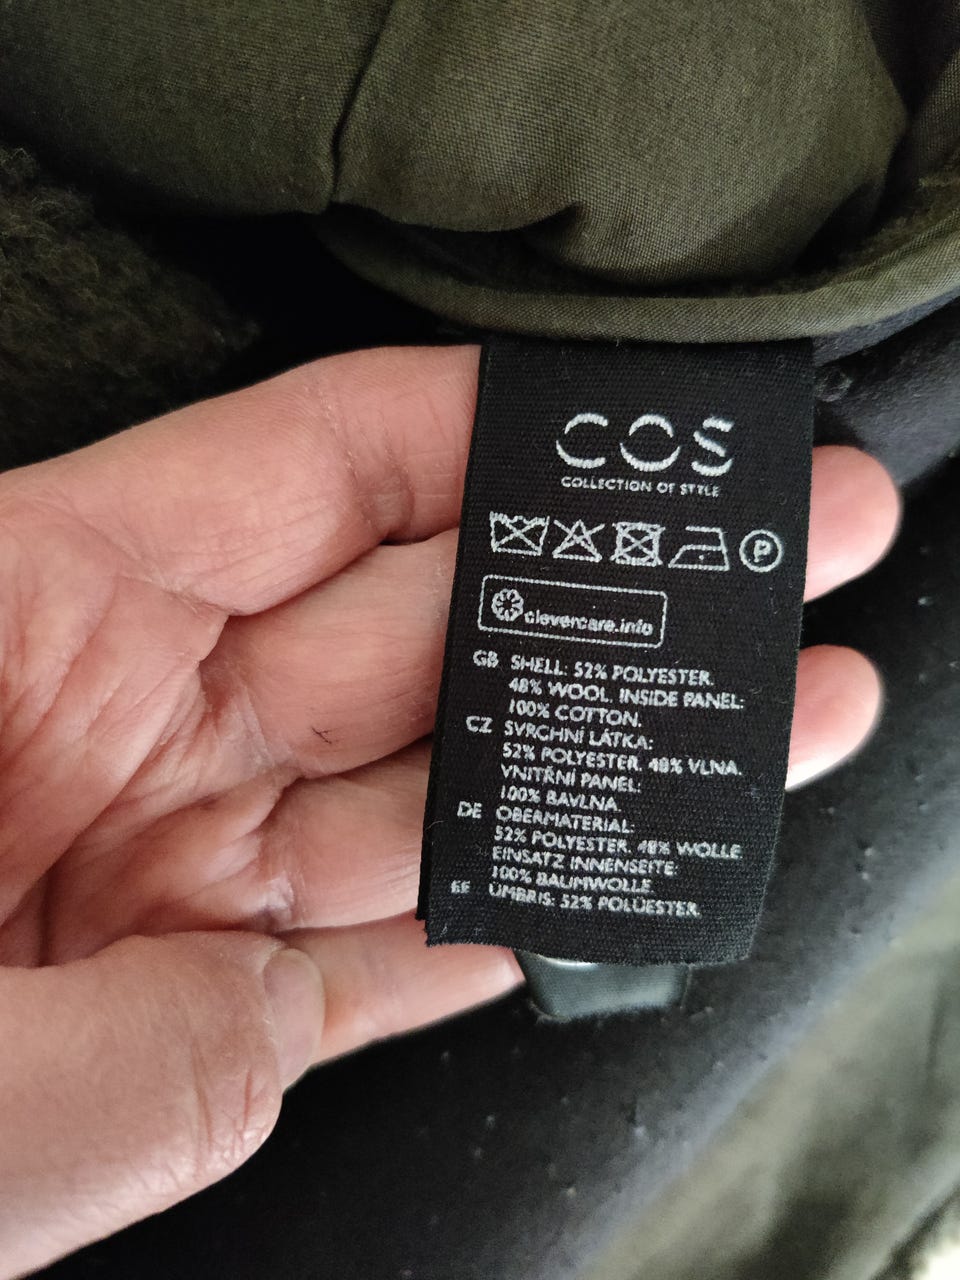 COS
COLLECTION OF STYLE
P
clevercare.info
GB SHELL: 52% POLYESTER.
48% WOOL. INSIDE PANEL:
100% COTTON.
CZ SVRCHNÍ LÁTKA:
52% POLYESTER. 48% VLNA.
VNITŘNÍ PANEL:
100% BAVLNA.
DE OBERMATERIAL:
52% POLYESTER. 48% WOLLE.
EINSATZ INNENSEITE:
100% BAUMWOLLE.
EE ÜMBRIS: 52% POLÜESTER.